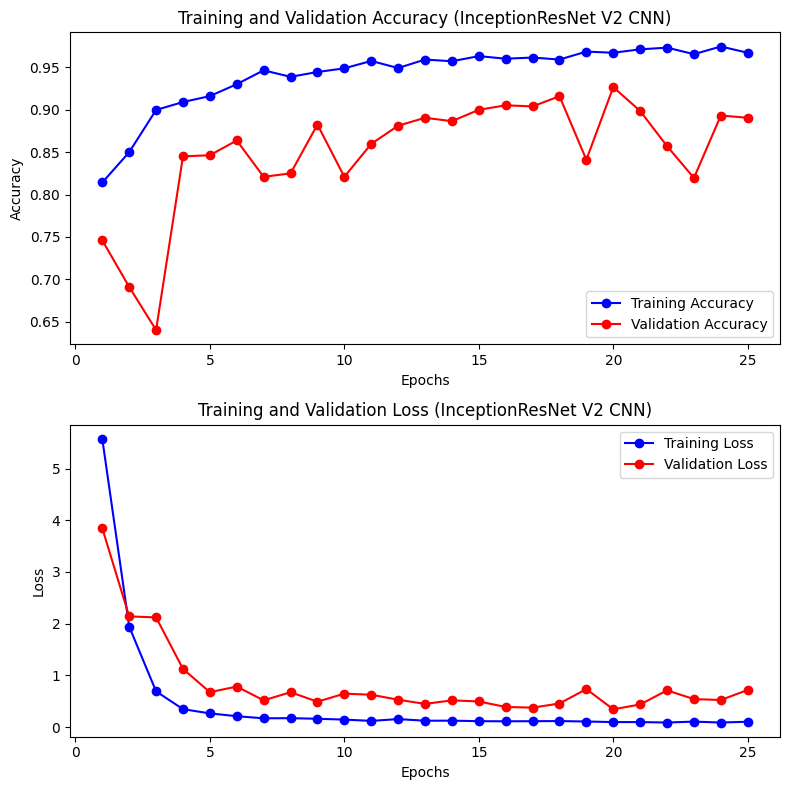 Training and Validation Accuracy (InceptionResNet V2 CNN)
0.95
0.90
0.85
0.80
0.75
0.70
0.65
Accuracy
Training Accuracy
Validation Accuracy
0 5 10 15 20 25
Epochs
Training and Validation Loss (InceptionResNet V2 CNN)
Training Loss
Validation Loss
5
4
3
2
1
0
Loss
0 5 10 15 20 25
Epochs